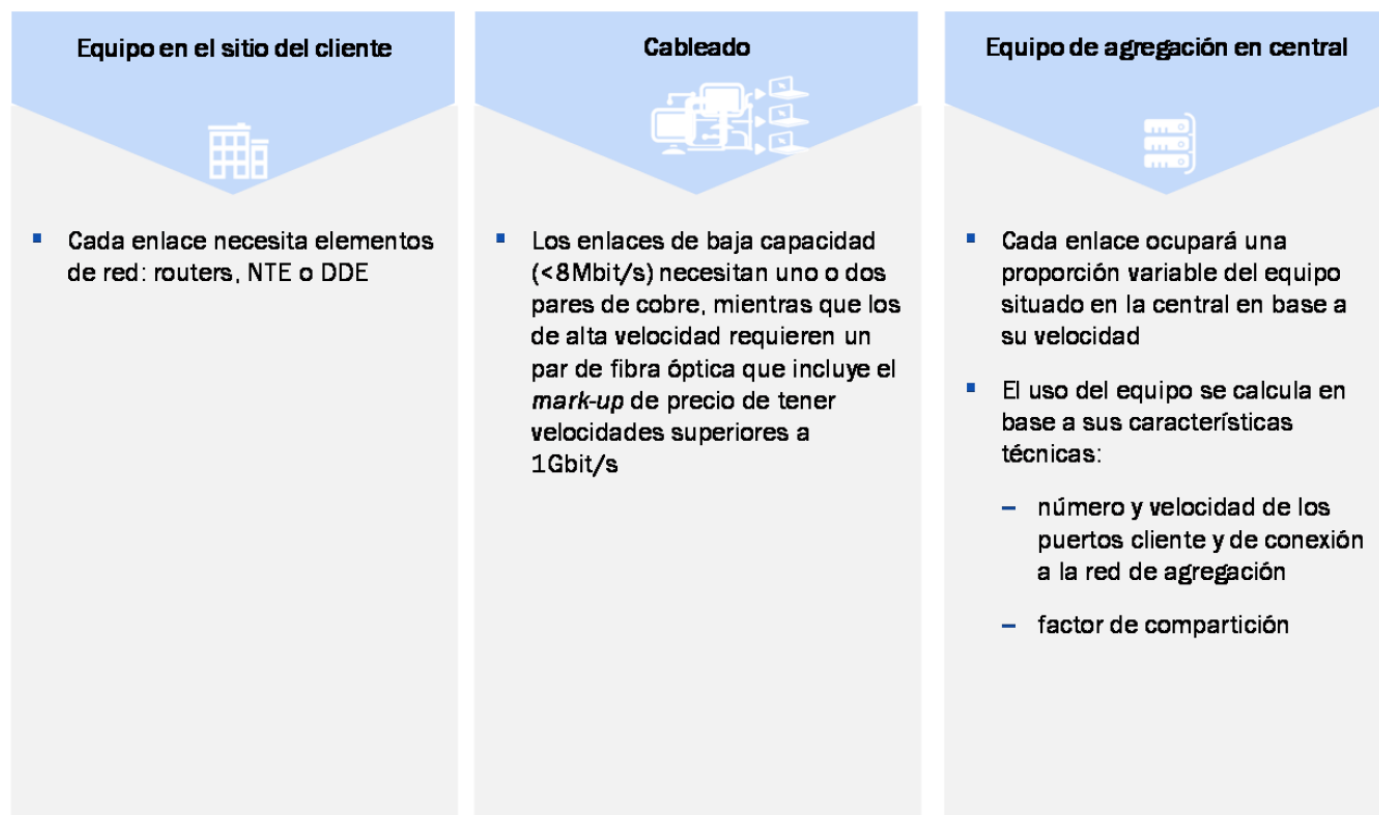 Equipo en el sitio del cliente
Cada enlace necesita elementos
de red: routers, NTE o DDE
Cableado
Los enlaces de baja capacidad
(<8Mbit/s) necesitan uno o dos
pares de cobre, mientras que los
de alta velocidad requieren un
par de fibra óptica que incluye el
mark-up de precio de tener
velocidades superiores a
1Gbit/s
Equipo de agregación en central
Cada enlace ocupará una
proporción variable del equipo
situado en la central en base a
su velocidad
El uso del equipo se calcula en
base a sus características
técnicas:
– número y velocidad de los
puertos cliente y de conexión
a la red de agregación
– factor de compartición